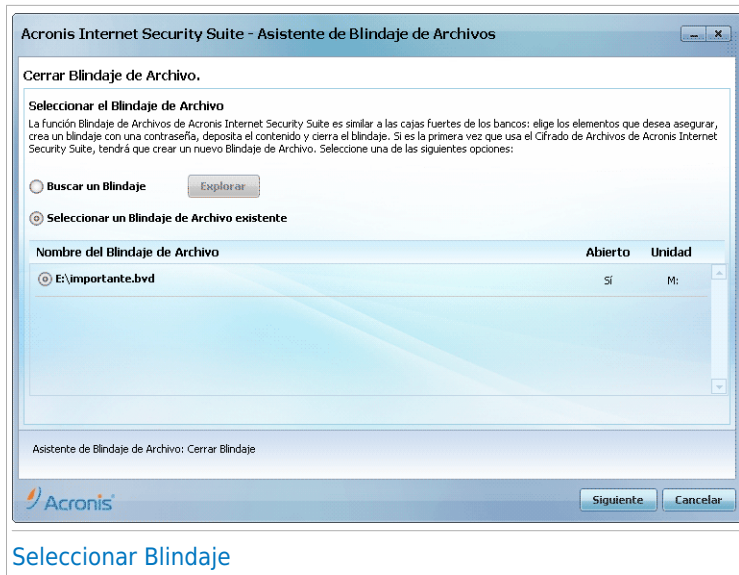 Acronis Internet Security Suite - Asistente de Blindaje de Archivos
Cerrar Blindaje de Archivo.
Seleccionar el Blindaje de Archivo
La función Blindaje de Archivos de Acronis Internet Security Suite es similar a las cajas fuertes de los bancos: elige los elementos que desea asegurar,
crea un blindaje con una contraseña, deposita el contenido y cierra el blindaje. Si es la primera vez que usa el Cifrado de Archivos de Acronis Internet
Security Suite, tendrá que crear un nuevo Blindaje de Archivo. Seleccione una de las siguientes opciones:
Buscar un Blindaje Explorar
Seleccionar un Blindaje de Archivo existente
Nombre del Blindaje de Archivo Abierto Unidad
E:\importante.bvd Sí M:
Asistente de Blindaje de Archivo: Cerrar Blindaje
Acronis Siguiente Cancelar
Seleccionar Blindaje